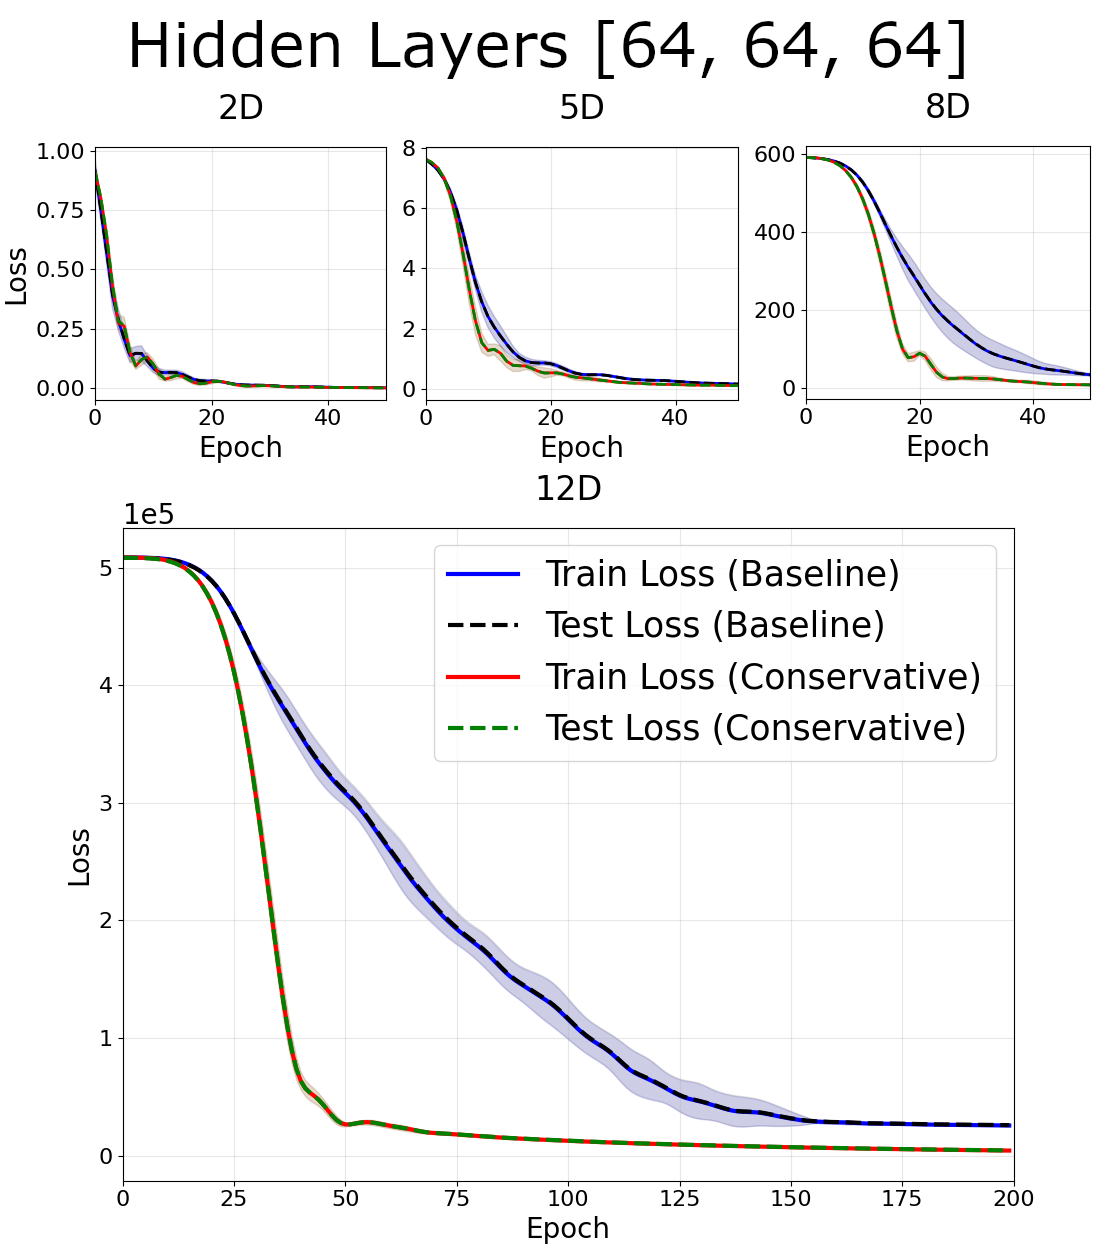 Hidden Layers [64, 64, 64]
2D
5D
8D
Loss
1.00
0.75
0.50
0.25
0.00
0
20
40
Epoch
8
6
4
2
0
0
20
40
Epoch
600
400
200
0
0
20
40
Epoch
12D
1e5
Loss
5
4
3
2
1
0
Train Loss (Baseline)
Test Loss (Baseline)
Train Loss (Conservative)
Test Loss (Conservative)
0
25
50
75
100
125
150
175
200
Epoch